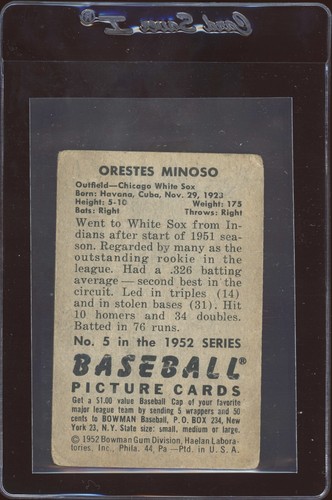 Card Saver I®
ORESTES MINOSO
Outfield—Chicago White Sox
Born: Havana, Cuba, Nov. 29, 1923
Height: 5-10 Weight: 175
Bats: Right Throws: Right
Went to White Sox from In-
dians after start of 1951 sea-
son. Regarded by many as the
outstanding rookie in the
league. Had a .326 batting
average — second best in the
circuit. Led in triples (14)
and in stolen bases (31). Hit
10 homers and 34 doubles.
Batted in 76 runs.
No. 5 in the 1952 SERIES
BASEBALL®
PICTURE CARDS
Get a $1.00 value Baseball Cap of your favorite
major league team by sending 5 wrappers and 50
cents to BOWMAN Baseball, P. O. BOX 234, New
York 23, N.Y. State size: small, medium or large.
© 1952 Bowman Gum Division, Haelan Labora-
tories, Inc., Phila. 44, Pa —Ptd. in U. S. A.